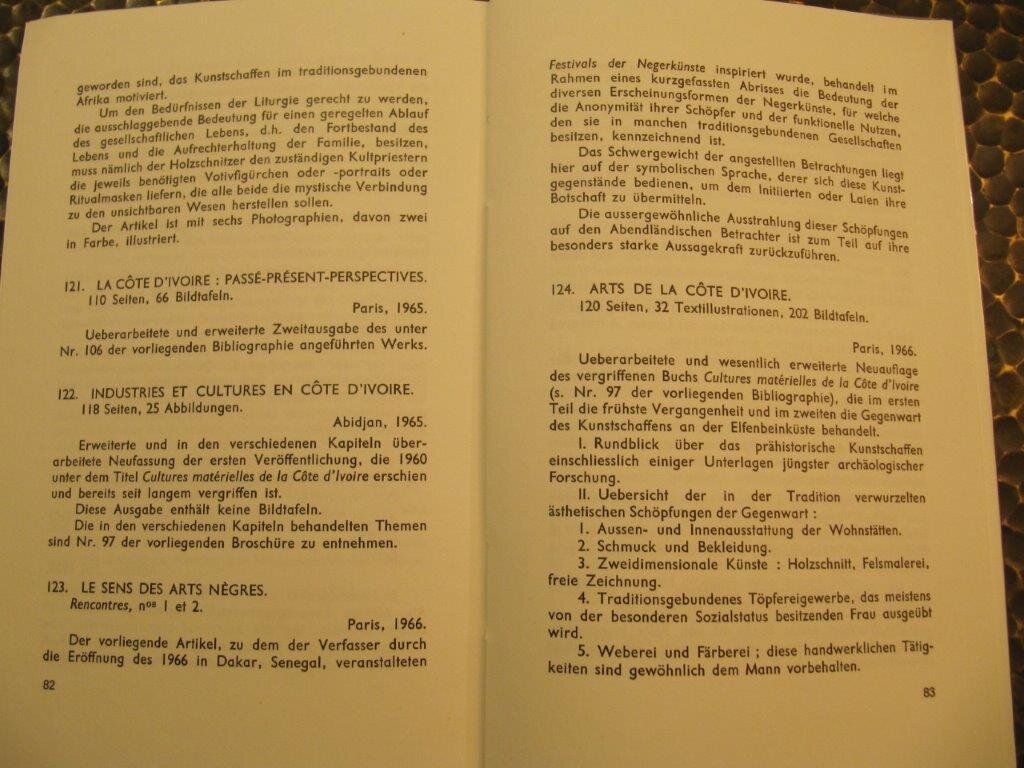 geworden sind, das Kunstschaffen im traditionsgebundenen
Afrika motiviert.
Um den Bedürfnissen der Liturgie gerecht zu werden,
die ausschlaggebende Bedeutung für einen geregelten Ablauf
des gesellschaftlichen Lebens, d.h. den Fortbestand des
Lebens und die Aufrechterhaltung der Familie, besitzen,
muss nämlich der Holzschnitzer den zuständigen Kultpriestern
die jeweils benötigten Votivfigürchen oder -portraits oder
Ritualmasken liefern, die alle beide die mystische Verbindung
zu den unsichtbaren Wesen herstellen sollen.
Der Artikel ist mit sechs Photographien, davon zwei
in Farbe, illustriert.
121. LA CÔTE D'IVOIRE : PASSÉ-PRÉSENT-PERSPECTIVES.
110 Seiten, 66 Bildtafeln.
Paris, 1965.
Ueberarbeitete und erweiterte Zweitausgabe des unter
Nr. 106 der vorliegenden Bibliographie angeführten Werks.
122. INDUSTRIES ET CULTURES EN CÔTE D'IVOIRE.
118 Seiten, 25 Abbildungen.
Abidjan, 1965.
Erweiterte und in den verschiedenen Kapiteln über-
arbeitete Neufassung der ersten Veröffentlichung, die 1960
unter dem Titel Cultures matérielles de la Côte d'Ivoire erschien
und bereits seit langem vergriffen ist.
Diese Ausgabe enthält keine Bildtafeln.
Die in den verschiedenen Kapiteln behandelten Themen
sind Nr. 97 der vorliegenden Broschüre zu entnehmen.
123. LE SENS DES ARTS NÈGRES.
Rencontres, nos 1 et 2.
Paris, 1966.
Der vorliegende Artikel, zu dem der Verfasser durch
die Eröffnung des 1966 in Dakar, Senegal, veranstalteten
82
Festivals der Negerkünste inspiriert wurde, behandelt im
Rahmen eines kurzgefassten Abrisses die Bedeutung der
diversen Erscheinungsformen der Negerkünste, für welche
die Anonymität ihrer Schöpfer und der funktionelle Nutzen,
den sie in manchen traditionsgebundenen Gesellschaften
besitzen, kennzeichnend ist.
Das Schwergewicht der angestellten Betrachtungen liegt
hier auf der symbolischen Sprache, derer sich diese Kunst-
gegenstände bedienen, um dem Initiierten oder Laien ihre
Botschaft zu übermitteln.
Die aussergewöhnliche Ausstrahlung dieser Schöpfungen
auf den Abendländischen Betrachter ist zum Teil auf ihre
besonders starke Aussagekraft zurückzuführen.
124. ARTS DE LA CÔTE D'IVOIRE.
120 Seiten, 32 Textillustrationen, 202 Bildtafeln.
Paris, 1966.
Ueberarbeitete und wesentlich erweiterte Neuauflage
des vergriffenen Buchs Cultures matérielles de la Côte d'Ivoire
(s. Nr. 97 der vorliegenden Bibliographie), die im ersten
Teil die frühste Vergangenheit und im zweiten die Gegenwart
des Kunstschaffens an der Elfenbeinküste behandelt.
I. Rundblick über das prähistorische Kunstschaffen
einschliesslich einiger Unterlagen jüngster archäologischer
Forschung.
II. Uebersicht der in der Tradition verwurzelten
ästhetischen Schöpfungen der Gegenwart :
1. Aussen- und Innenausstattung der Wohnstätten.
2. Schmuck und Bekleidung.
3. Zweidimensionale Künste : Holzschnitt, Felsmalerei,
freie Zeichnung.
4. Traditionsgebundenes Töpfereigewerbe, das meistens
von der besonderen Sozialstatus besitzenden Frau ausgeübt
wird.
5. Weberei und Färberei ; diese handwerklichen Tätig-
keiten sind gewöhnlich dem Mann vorbehalten.
83